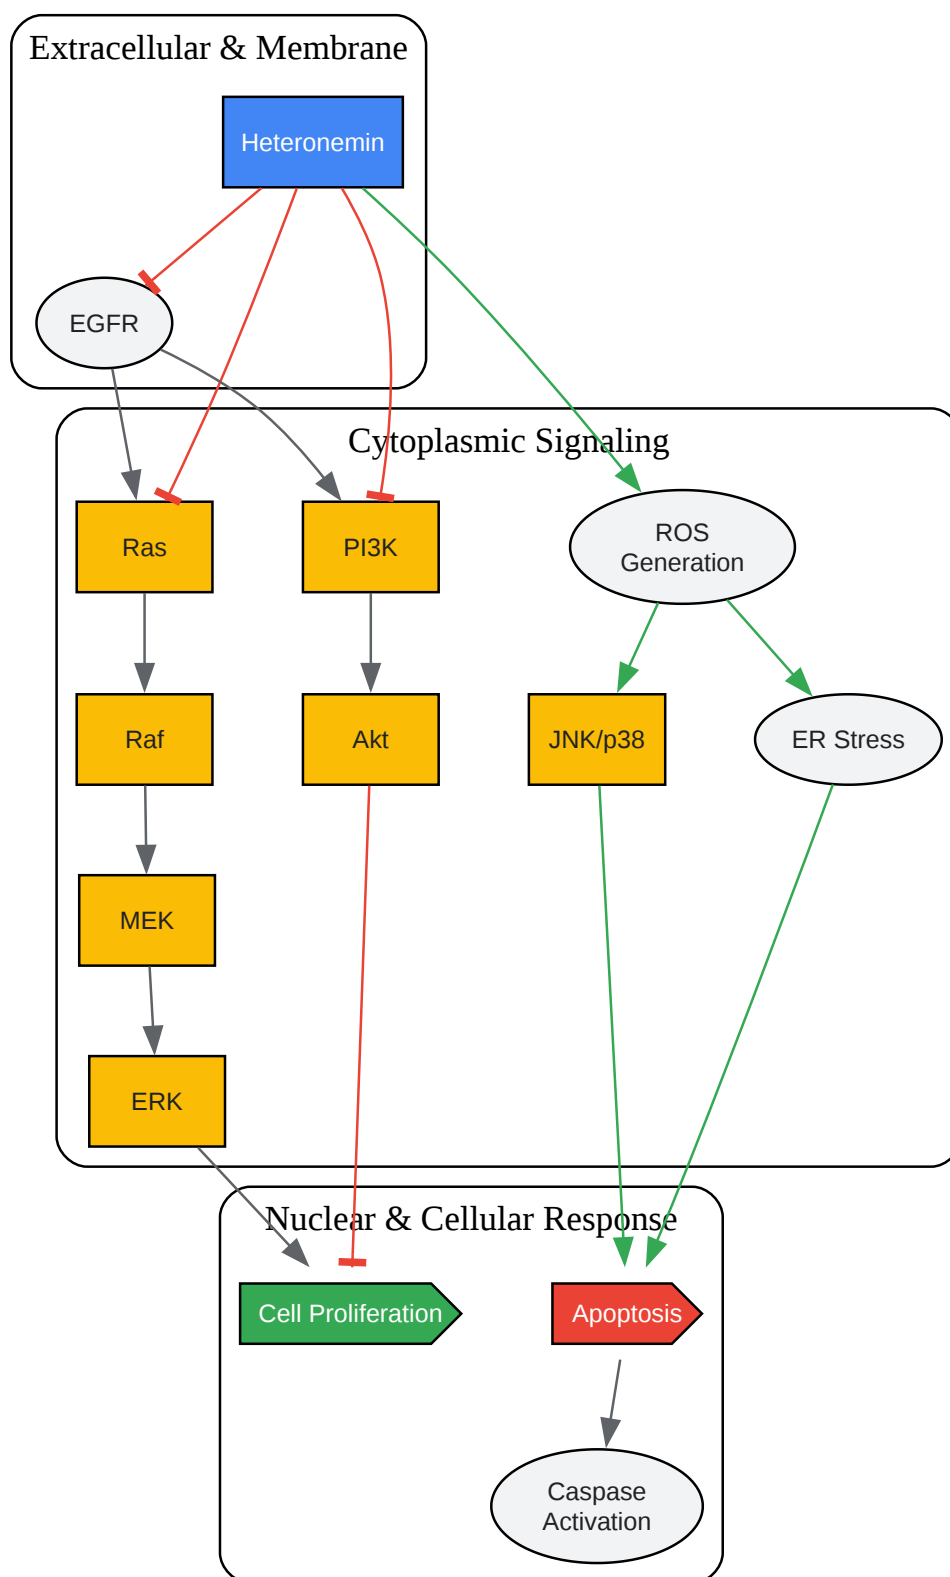 Extracellular & Membrane
Heteronemin
EGFR
Cytoplasmic Signaling
Ras
PI3K
ROS
Generation
Raf
Akt
JNK/p38
ER Stress
MEK
ERK
Nuclear & Cellular Response
Cell Proliferation
Apoptosis
Caspase
Activation